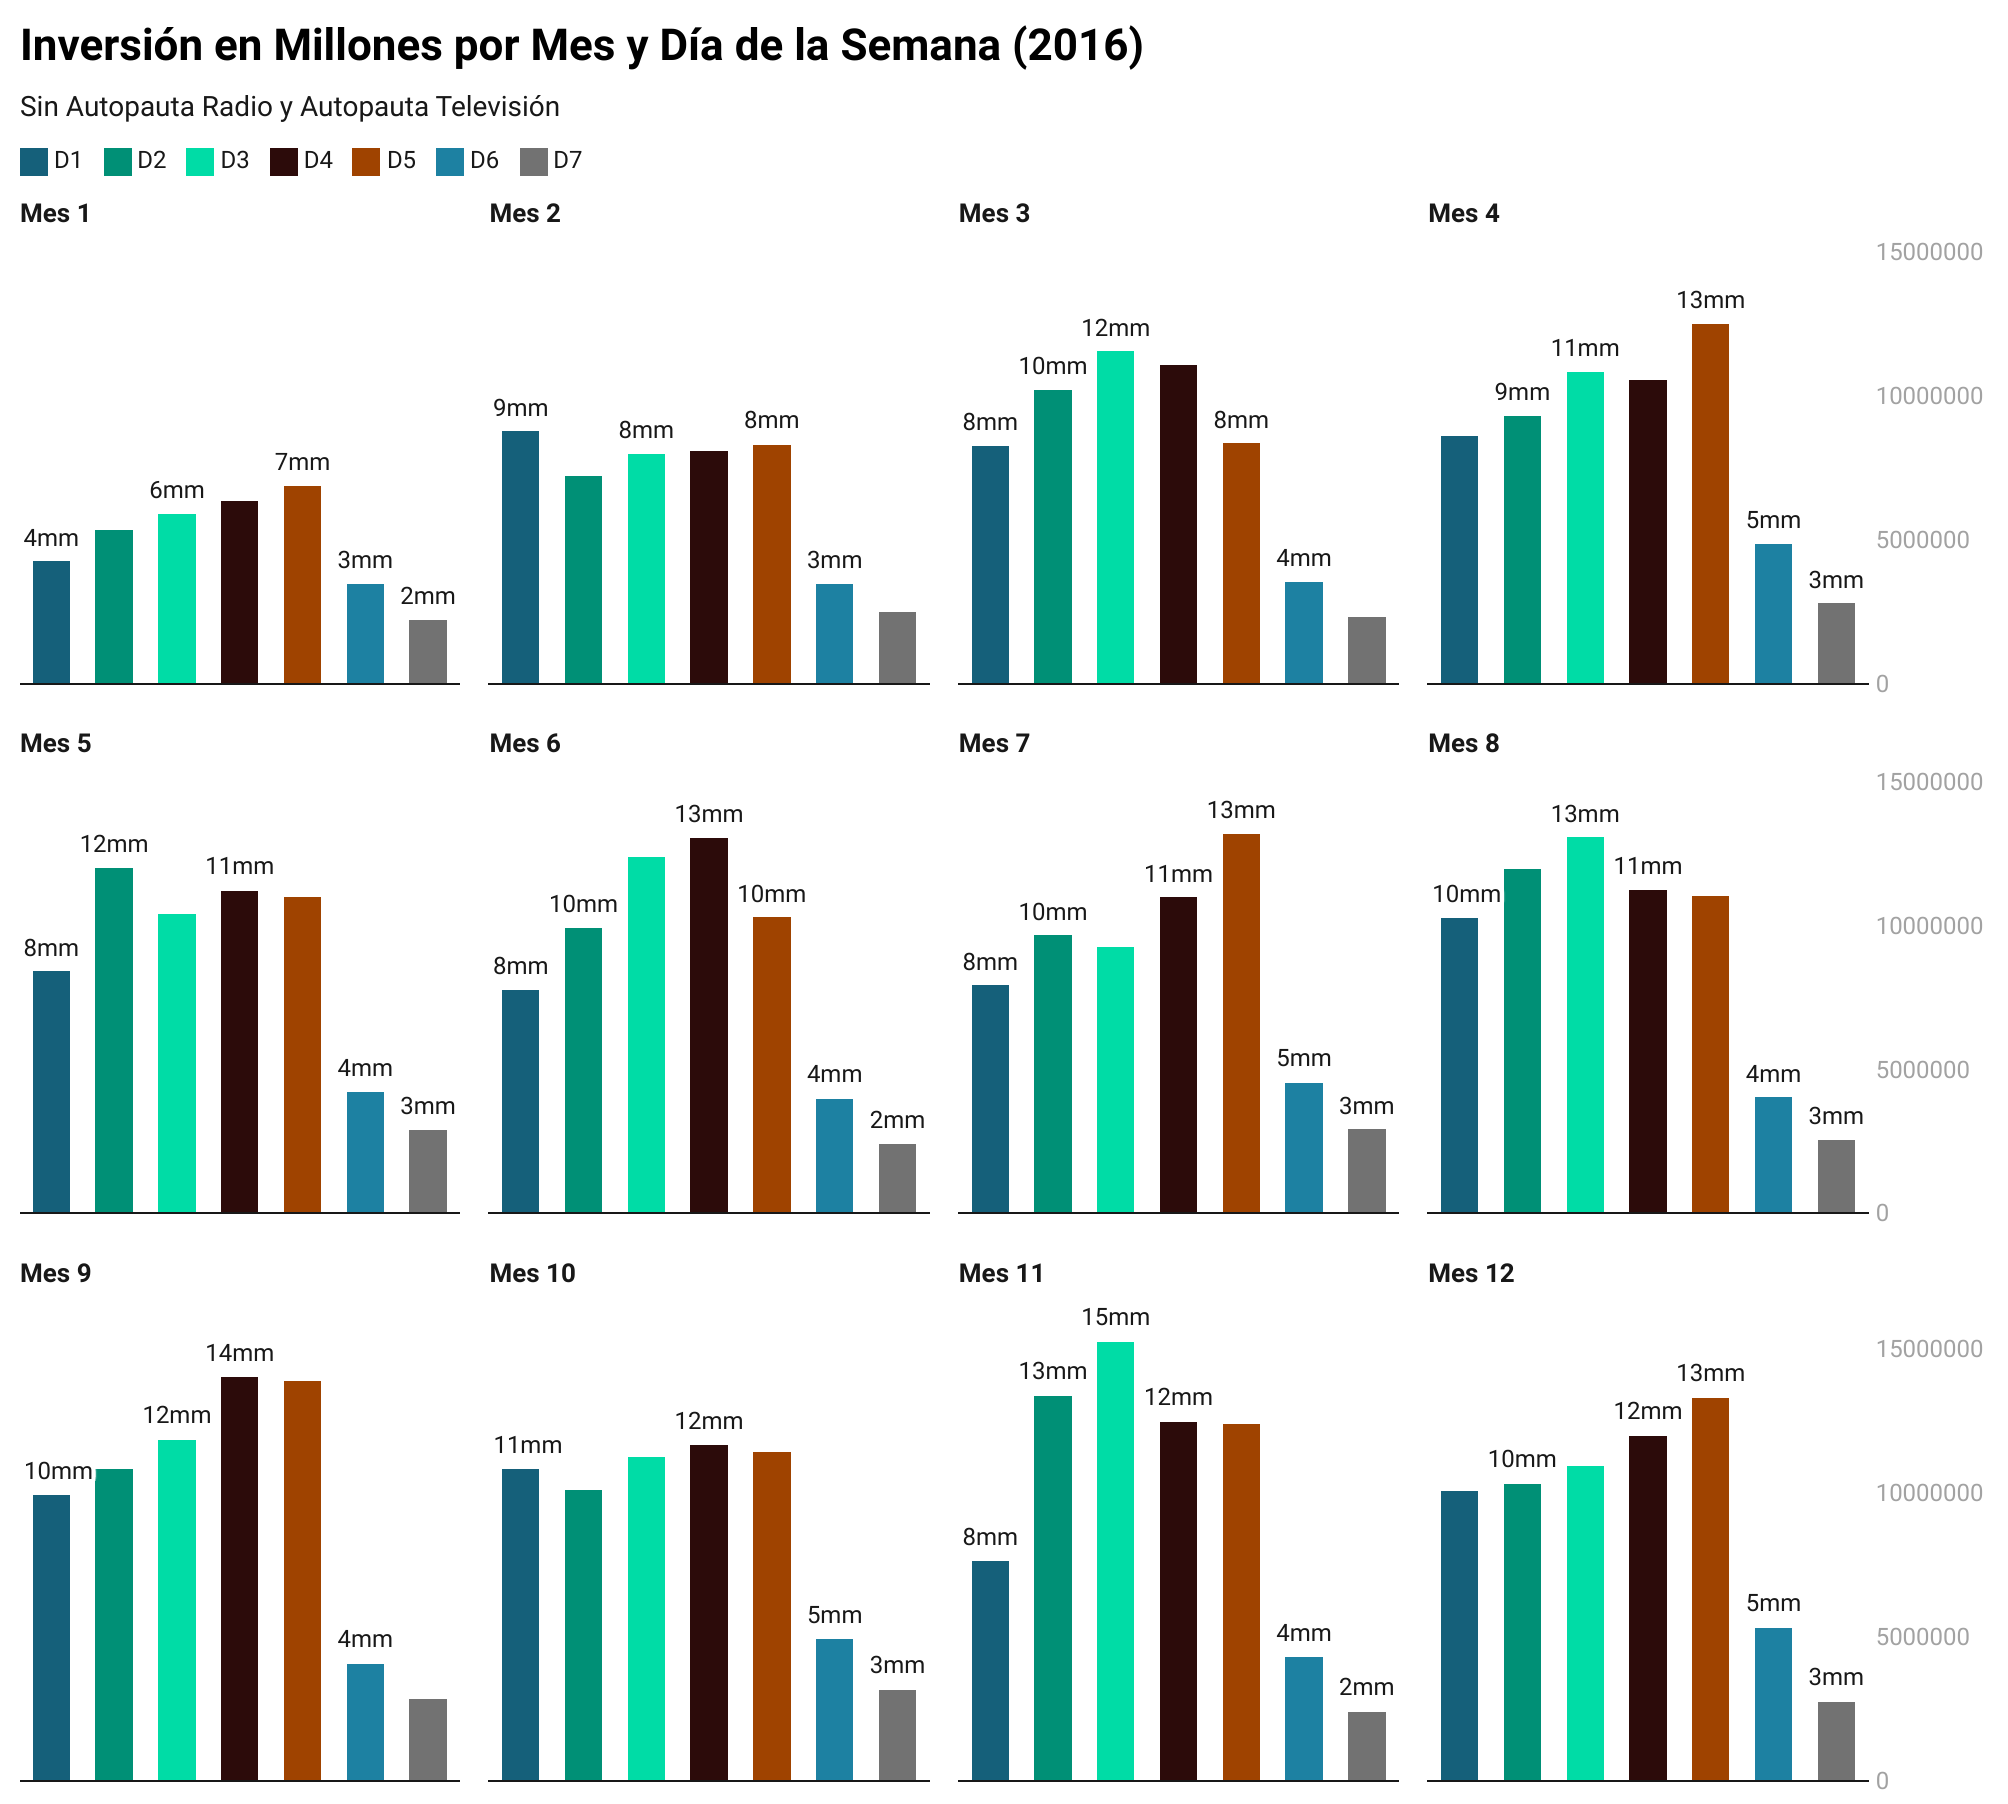 Inversión en Millones por Mes y Día de la Semana (2016)
Sin Autopauta Radio y Autopauta Televisión
D1 D2 D3 D4 D5 D6 D7
Mes 1
4mm 6mm 7mm 3mm 2mm
Mes 2
9mm 8mm 8mm 3mm
Mes 3
8mm 10mm 12mm 8mm 4mm
Mes 4
9mm 11mm 13mm 5mm 3mm
15000000
10000000
5000000
0
Mes 5
8mm 12mm 11mm 4mm 3mm
Mes 6
8mm 10mm 13mm 10mm 4mm 2mm
Mes 7
8mm 10mm 11mm 13mm 5mm 3mm
Mes 8
10mm 13mm 11mm 4mm 3mm
15000000
10000000
5000000
0
Mes 9
10mm 12mm 14mm 4mm
Mes 10
11mm 12mm 5mm 3mm
Mes 11
8mm 13mm 15mm 12mm 4mm 2mm
Mes 12
10mm 12mm 13mm 5mm 3mm
15000000
10000000
5000000
0